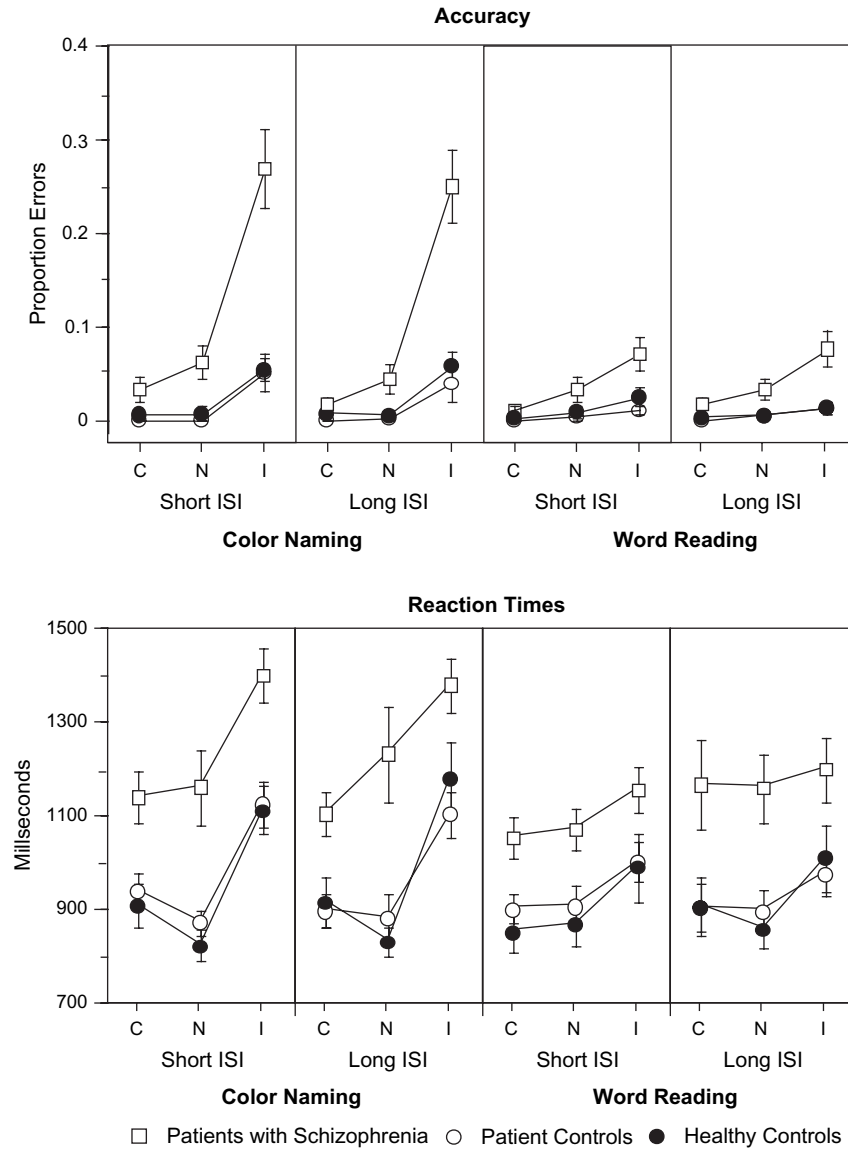 Accuracy
0.4
0.3
0.2
0.1
0
Proportion Errors
C N I C N I C N I C N I
Short ISI Long ISI Short ISI Long ISI
Color Naming Word Reading
Reaction Times
1500
1300
1100
900
700
Millseconds
C N I C N I C N I C N I
Short ISI Long ISI Short ISI Long ISI
Color Naming Word Reading
Patients with Schizophrenia Patient Controls Healthy Controls